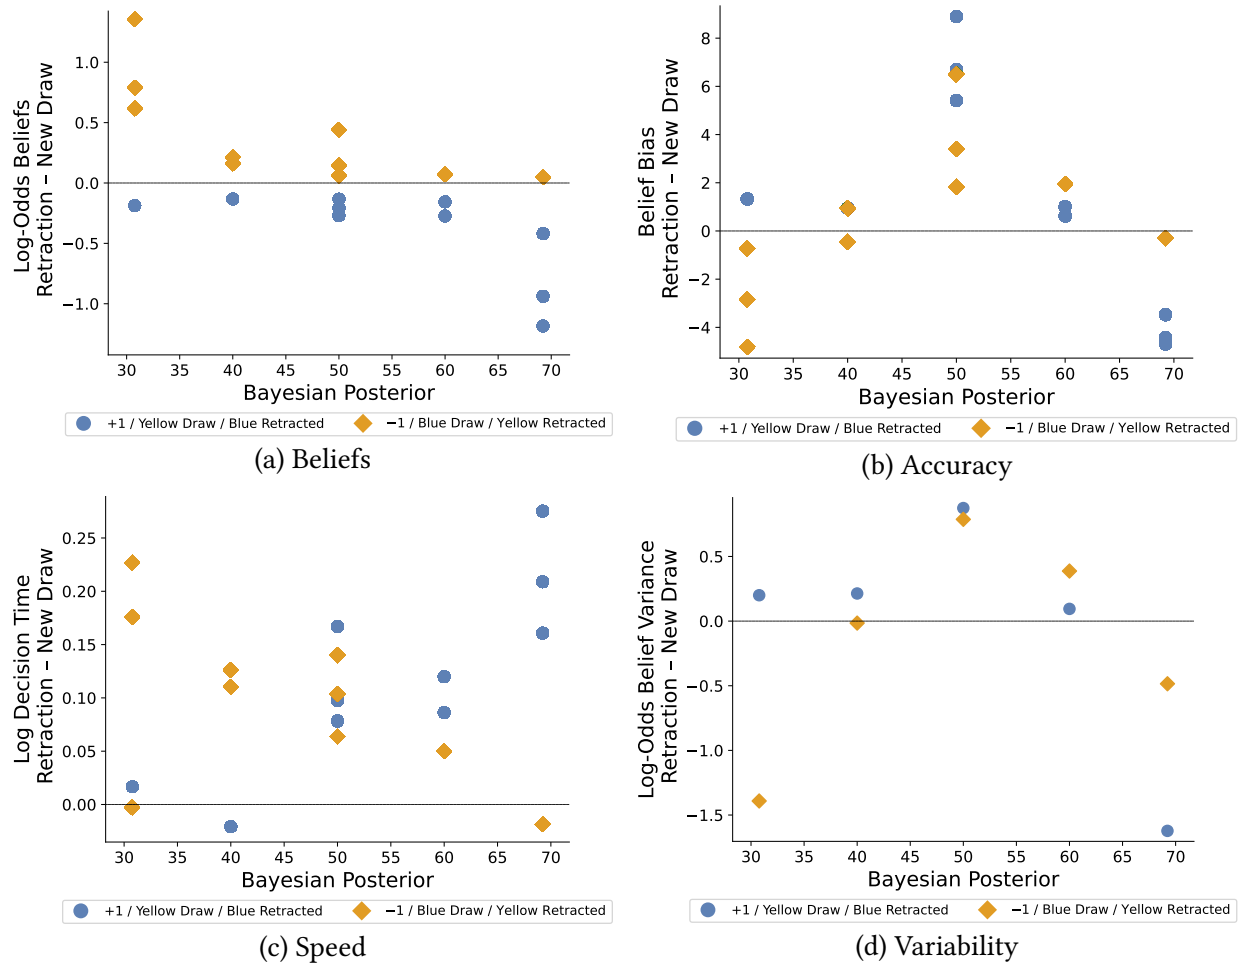 Log-Odds Beliefs
Retraction – New Draw
1.0
0.5
0.0
−0.5
−1.0
30 35 40 45 50 55 60 65 70
Bayesian Posterior
+1 / Yellow Draw / Blue Retracted −1 / Blue Draw / Yellow Retracted
(a) Beliefs
Belief Bias
Retraction – New Draw
8
6
4
2
0
−2
−4
30 35 40 45 50 55 60 65 70
Bayesian Posterior
+1 / Yellow Draw / Blue Retracted −1 / Blue Draw / Yellow Retracted
(b) Accuracy
Log Decision Time
Retraction – New Draw
0.25
0.20
0.15
0.10
0.05
0.00
30 35 40 45 50 55 60 65 70
Bayesian Posterior
+1 / Yellow Draw / Blue Retracted −1 / Blue Draw / Yellow Retracted
(c) Speed
Log-Odds Belief Variance
Retraction – New Draw
0.5
0.0
−0.5
−1.0
−1.5
30 35 40 45 50 55 60 65 70
Bayesian Posterior
+1 / Yellow Draw / Blue Retracted −1 / Blue Draw / Yellow Retracted
(d) Variability